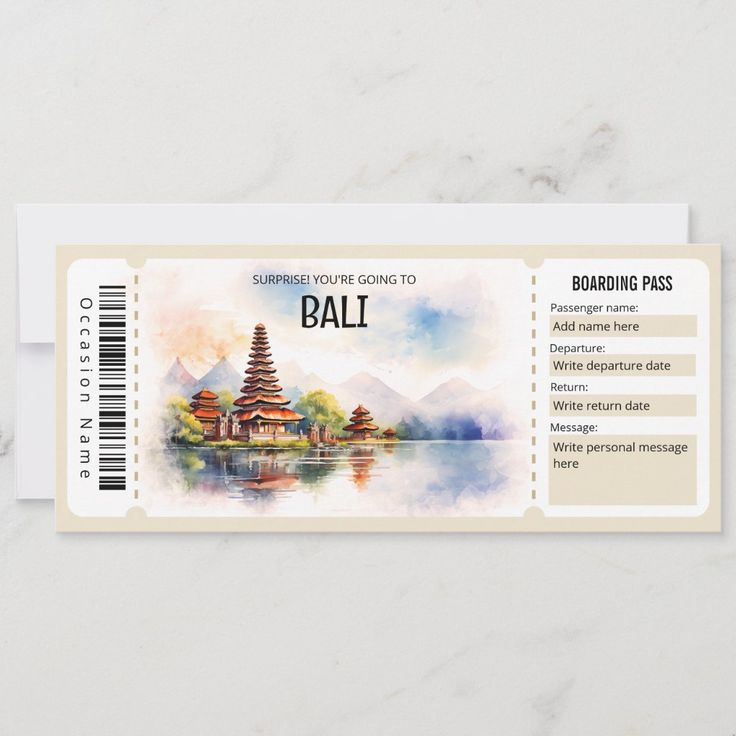 Occasion Name
SURPRISE! YOU'RE GOING TO
BALI
BOARDING PASS
Passenger name:
Add name here
Departure:
Write departure date
Return:
Write return date
Message:
Write personal message
here